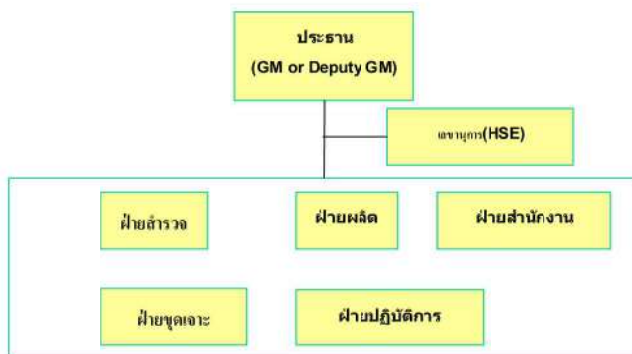 ประธาน
(GM or Deputy GM)
เลขานุการ(HSE)
ฝ่ายสำรวจ
ฝ่ายผลิต
ฝ่ายสำนักงาน
ฝ่ายขุดเจาะ
ฝ่ายปฏิบัติการ